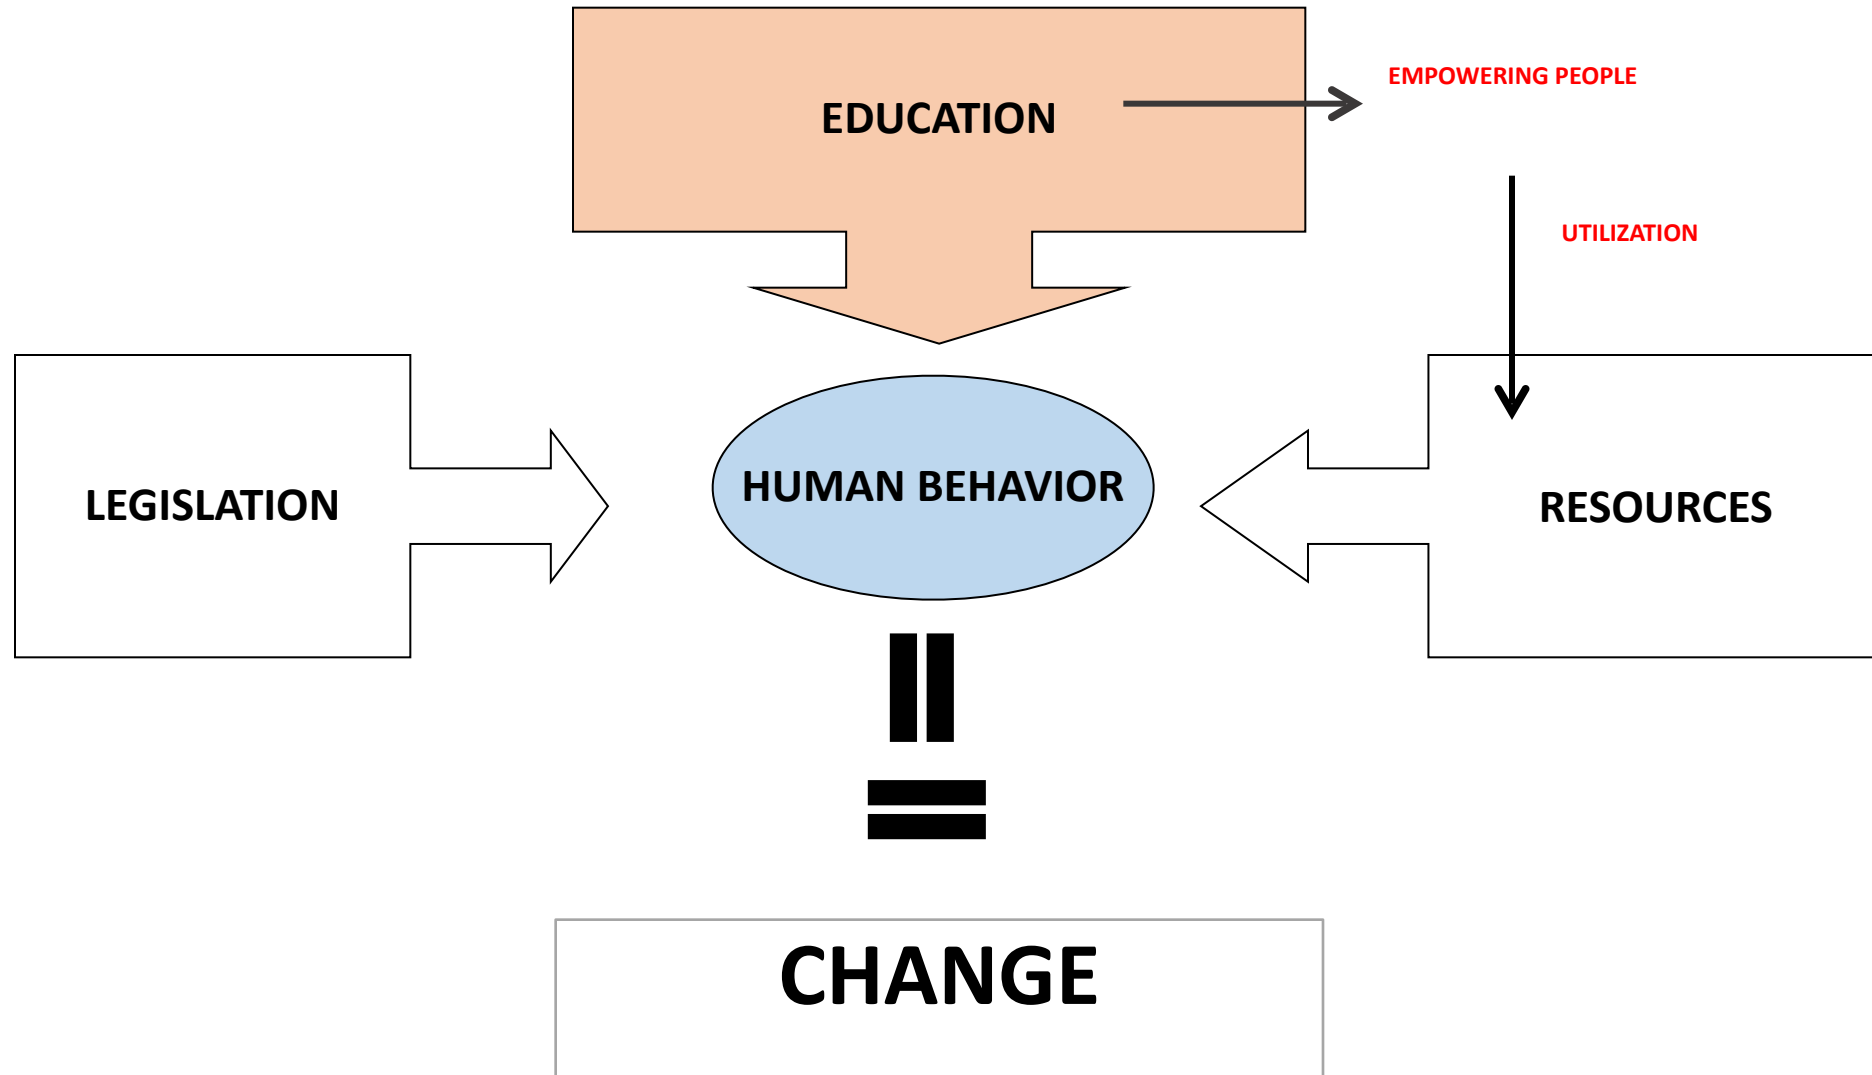 EDUCATION
EMPOWERING PEOPLE
UTILIZATION
LEGISLATION
HUMAN BEHAVIOR
RESOURCES
CHANGE